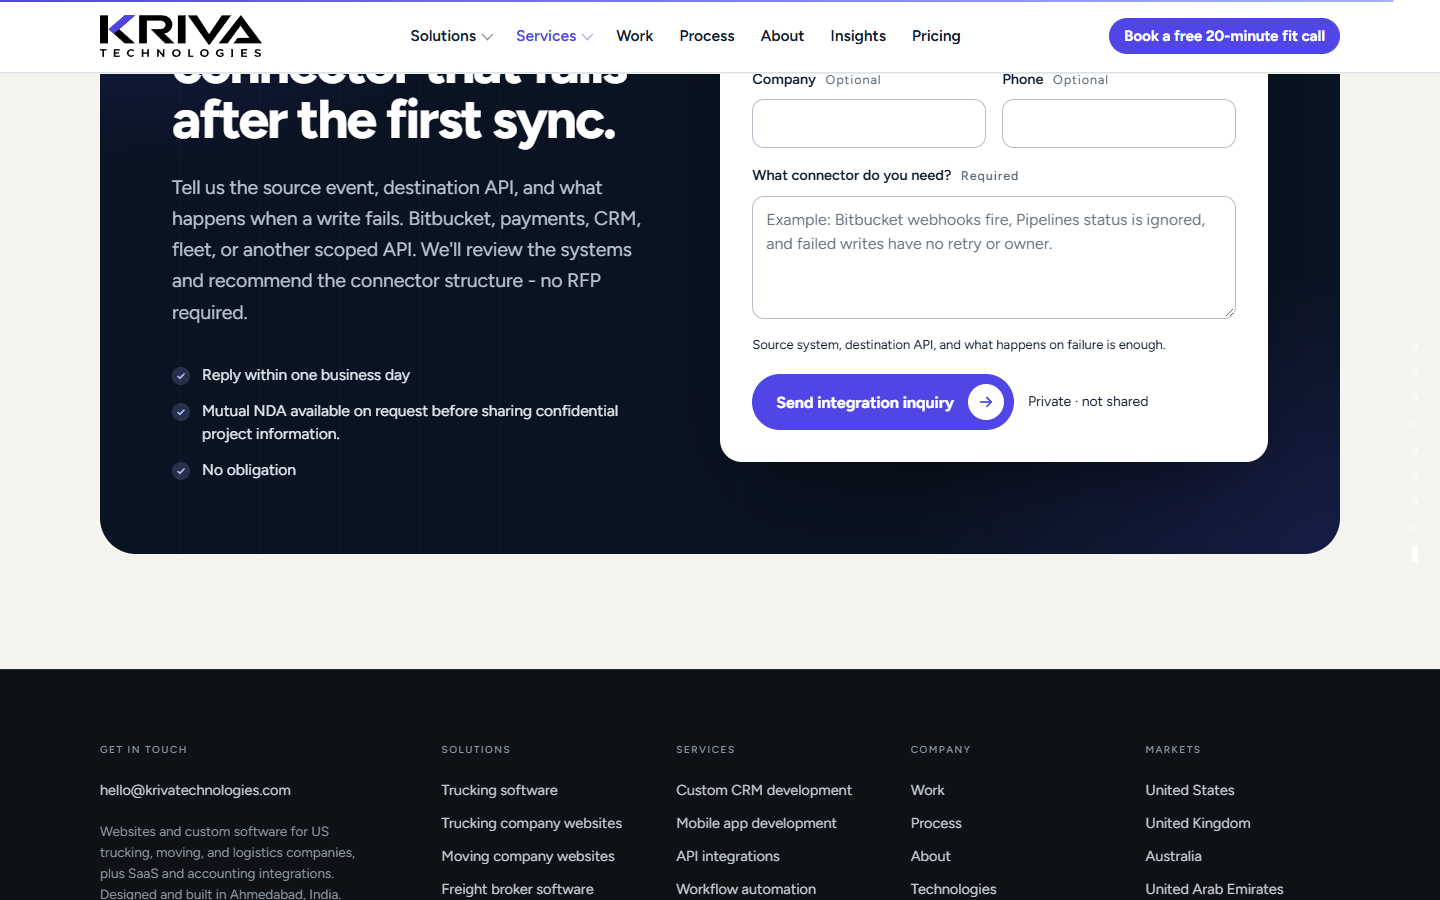 KRIVA
TECHNOLOGIES
Solutions
Services
Work
Process
About
Insights
Pricing
Book a free 20-minute fit call
connector that fails
after the first sync.
Tell us the source event, destination API, and what
happens when a write fails. Bitbucket, payments, CRM,
fleet, or another scoped API. We'll review the systems
and recommend the connector structure - no RFP
required.
Reply within one business day
Mutual NDA available on request before sharing confidential
project information.
No obligation
Company Optional
Phone Optional
What connector do you need? Required
Example: Bitbucket webhooks fire, Pipelines status is ignored,
and failed writes have no retry or owner.
Source system, destination API, and what happens on failure is enough.
Send integration inquiry
Private · not shared
GET IN TOUCH
hello@krivatechnologies.com
Websites and custom software for US
trucking, moving, and logistics companies,
plus SaaS and accounting integrations.
Designed and built in Ahmedabad, India.
SOLUTIONS
Trucking software
Trucking company websites
Moving company websites
Freight broker software
SERVICES
Custom CRM development
Mobile app development
API integrations
Workflow automation
COMPANY
Work
Process
About
Technologies
MARKETS
United States
United Kingdom
Australia
United Arab Emirates